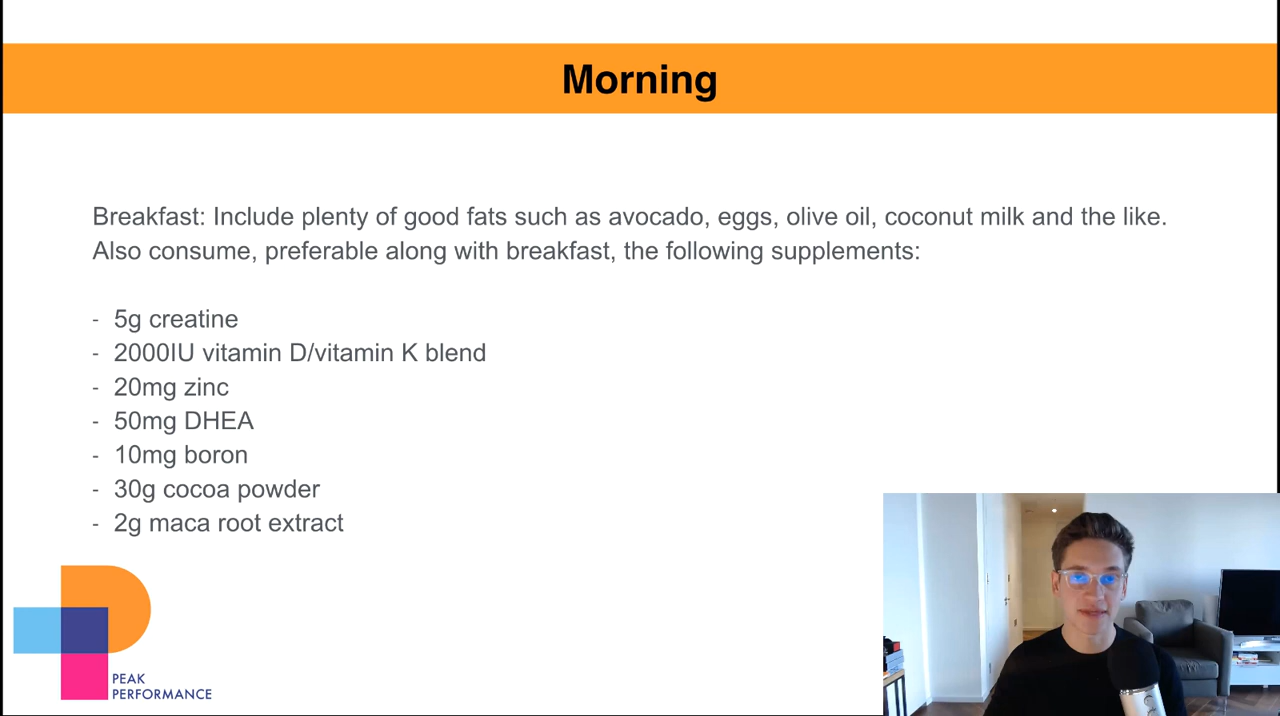 Morning
Breakfast: Include plenty of good fats such as avocado, eggs, olive oil, coconut milk and the like.
Also consume, preferable along with breakfast, the following supplements:
- 5g creatine
- 2000IU vitamin D/vitamin K blend
- 20mg zinc
- 50mg DHEA
- 10mg boron
- 30g cocoa powder
- 2g maca root extract
PEAK
PERFORMANCE